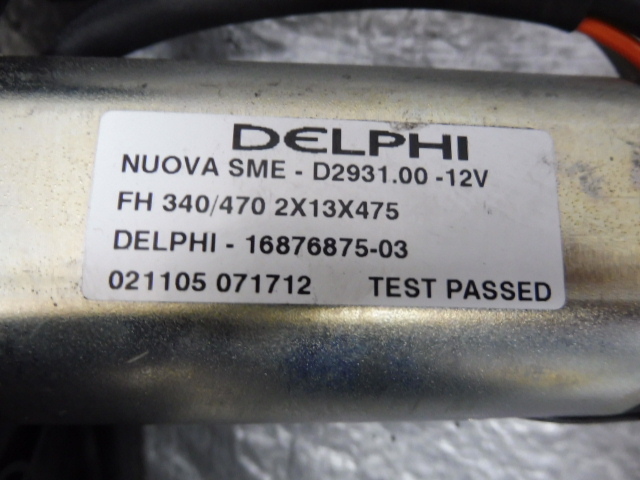 DELPHI
NUOVA SME - D2931.00 -12V
FH 340/470 2X13X475
DELPHI - 16876875-03
021105 071712 TEST PASSED